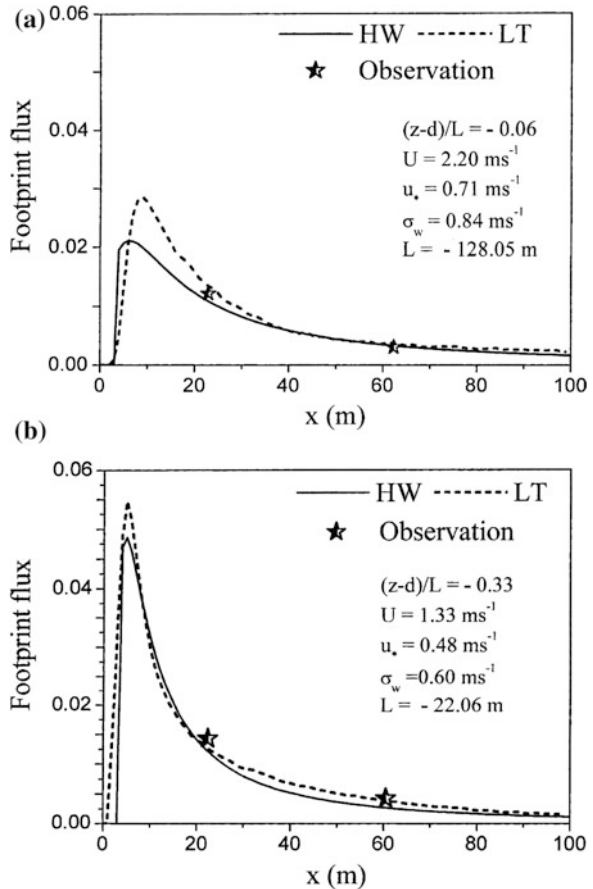 (a)
0.06
0.04
0.02
0.00
Footprint flux
HW LT
Observation
(z-d)/L = - 0.06
U = 2.20 ms⁻¹
u* = 0.71 ms⁻¹
σw = 0.84 ms⁻¹
L = - 128.05 m
0 20 40 60 80 100
x (m)
(b)
0.06
0.04
0.02
0.00
Footprint flux
HW LT
Observation
(z-d)/L = - 0.33
U = 1.33 ms⁻¹
u* = 0.48 ms⁻¹
σw =0.60 ms⁻¹
L = - 22.06 m
0 20 40 60 80 100
x (m)